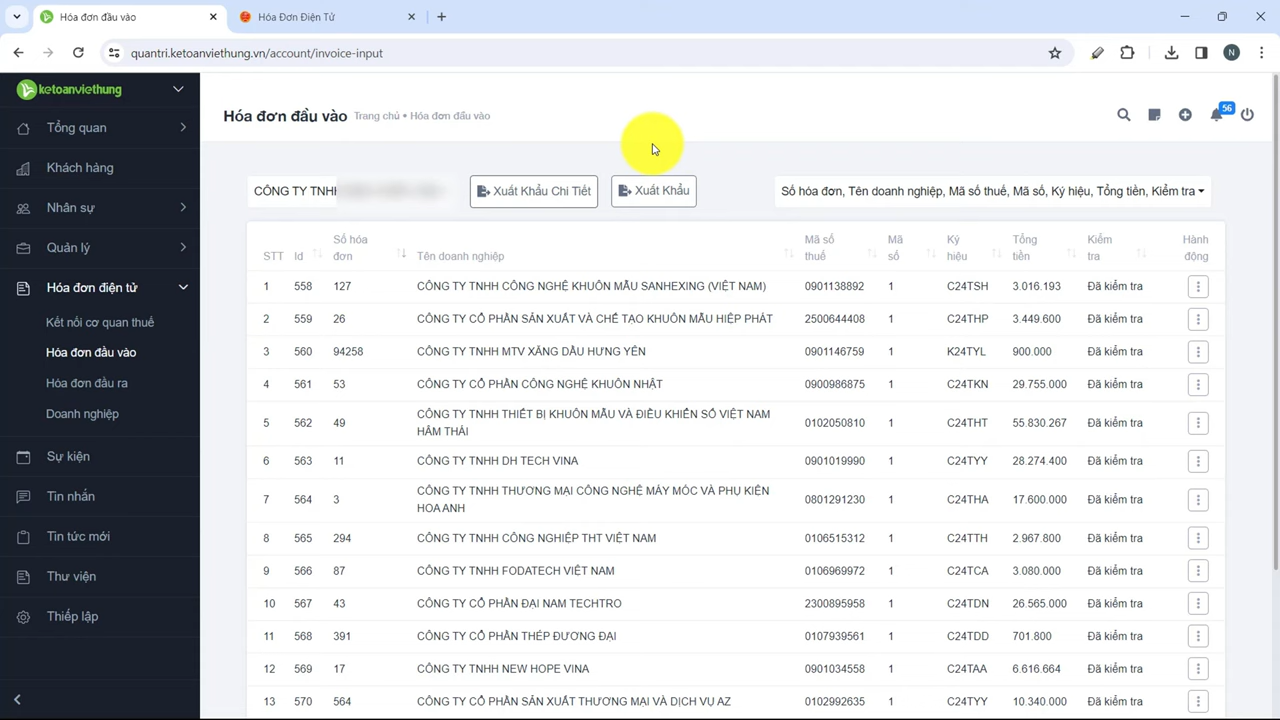 Hóa đơn đầu vào
Hóa Đơn Điện Tử
quantri.ketoanviethung.vn/account/invoice-input
N
ketoanviethung
Tổng quan
Khách hàng
Nhân sự
Quản lý
Hóa đơn điện tử
Kết nối cơ quan thuế
Hóa đơn đầu vào
Hóa đơn đầu ra
Doanh nghiệp
Sự kiện
Tin nhắn
Tin tức mới
Thư viện
Thiếp lập
Hóa đơn đầu vào Trang chủ • Hóa đơn đầu vào
56
CÔNG TY TNHH
Xuất Khẩu Chi Tiết
Xuất Khẩu
Số hóa đơn, Tên doanh nghiệp, Mã số thuế, Mã số, Ký hiệu, Tổng tiền, Kiểm tra
STT Id Số hóa đơn Tên doanh nghiệp Mã số thuế Mã số Ký hiệu Tổng tiền Kiểm tra Hành động
1 558 127 CÔNG TY TNHH CÔNG NGHỆ KHUÔN MẪU SANHEXING (VIỆT NAM) 0901138892 1 C24TSH 3.016.193 Đã kiểm tra
2 559 26 CÔNG TY CỔ PHẦN SẢN XUẤT VÀ CHẾ TẠO KHUÔN MẪU HIỆP PHÁT 2500644408 1 C24THP 3.449.600 Đã kiểm tra
3 560 94258 CÔNG TY TNHH MTV XĂNG DẦU HƯNG YÊN 0901146759 1 K24TYL 900.000 Đã kiểm tra
4 561 53 CÔNG TY CỔ PHẦN CÔNG NGHỆ KHUÔN NHẬT 0900986875 1 C24TKN 29.755.000 Đã kiểm tra
5 562 49 CÔNG TY TNHH THIẾT BỊ KHUÔN MẪU VÀ ĐIỀU KHIỂN SỐ VIỆT NAM HÂM THÁI 0102050810 1 C24THT 55.830.267 Đã kiểm tra
6 563 11 CÔNG TY TNHH DH TECH VINA 0901019990 1 C24TYY 28.274.400 Đã kiểm tra
7 564 3 CÔNG TY TNHH THƯƠNG MẠI CÔNG NGHỆ MÁY MÓC VÀ PHỤ KIỆN HOA ANH 0801291230 1 C24THA 17.600.000 Đã kiểm tra
8 565 294 CÔNG TY TNHH CÔNG NGHIỆP THT VIỆT NAM 0106515312 1 C24TTH 2.967.800 Đã kiểm tra
9 566 87 CÔNG TY TNHH FODATECH VIỆT NAM 0106969972 1 C24TCA 3.080.000 Đã kiểm tra
10 567 43 CÔNG TY CỔ PHẦN ĐẠI NAM TECHTRO 2300895958 1 C24TDN 26.565.000 Đã kiểm tra
11 568 391 CÔNG TY CỔ PHẦN THÉP ĐƯƠNG ĐẠI 0107939561 1 C24TDD 701.800 Đã kiểm tra
12 569 17 CÔNG TY TNHH NEW HOPE VINA 0901034558 1 C24TAA 6.616.664 Đã kiểm tra
13 570 564 CÔNG TY CỔ PHẦN SẢN XUẤT THƯƠNG MẠI VÀ DỊCH VỤ AZ 0102992635 1 C24TYY 10.340.000 Đã kiểm tra